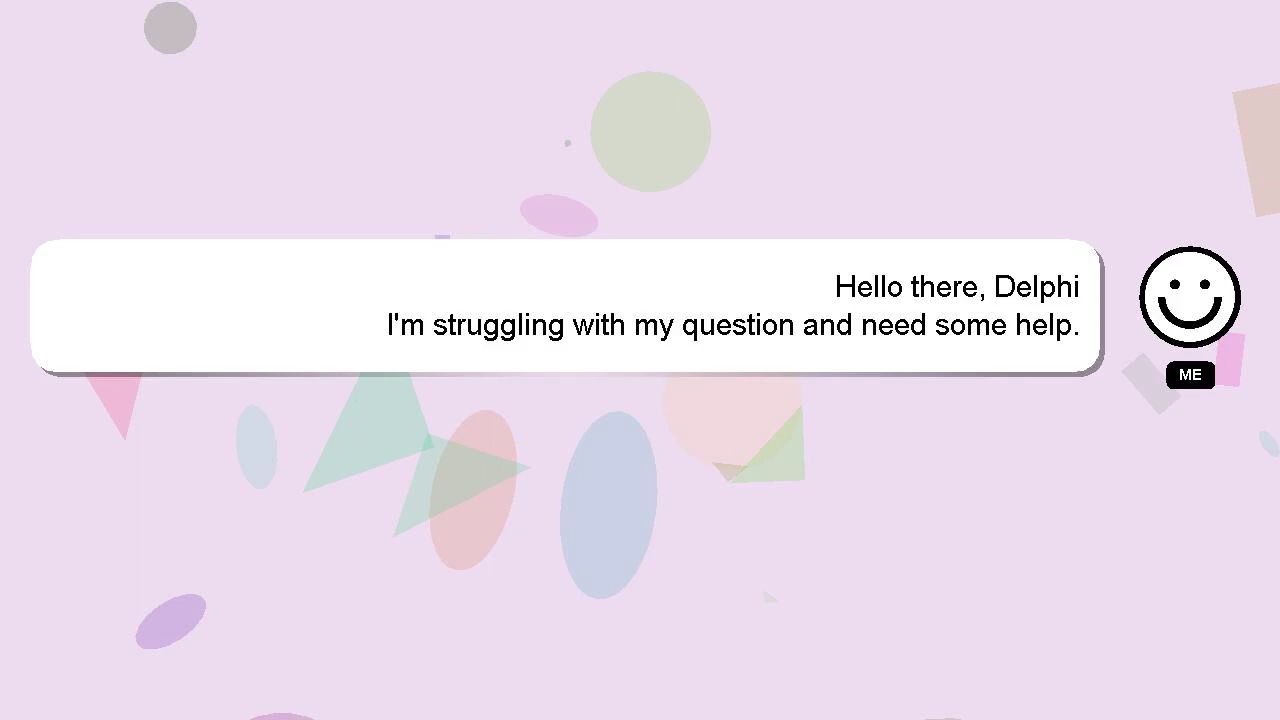 Hello there, Delphi
I'm struggling with my question and need some help.
ME